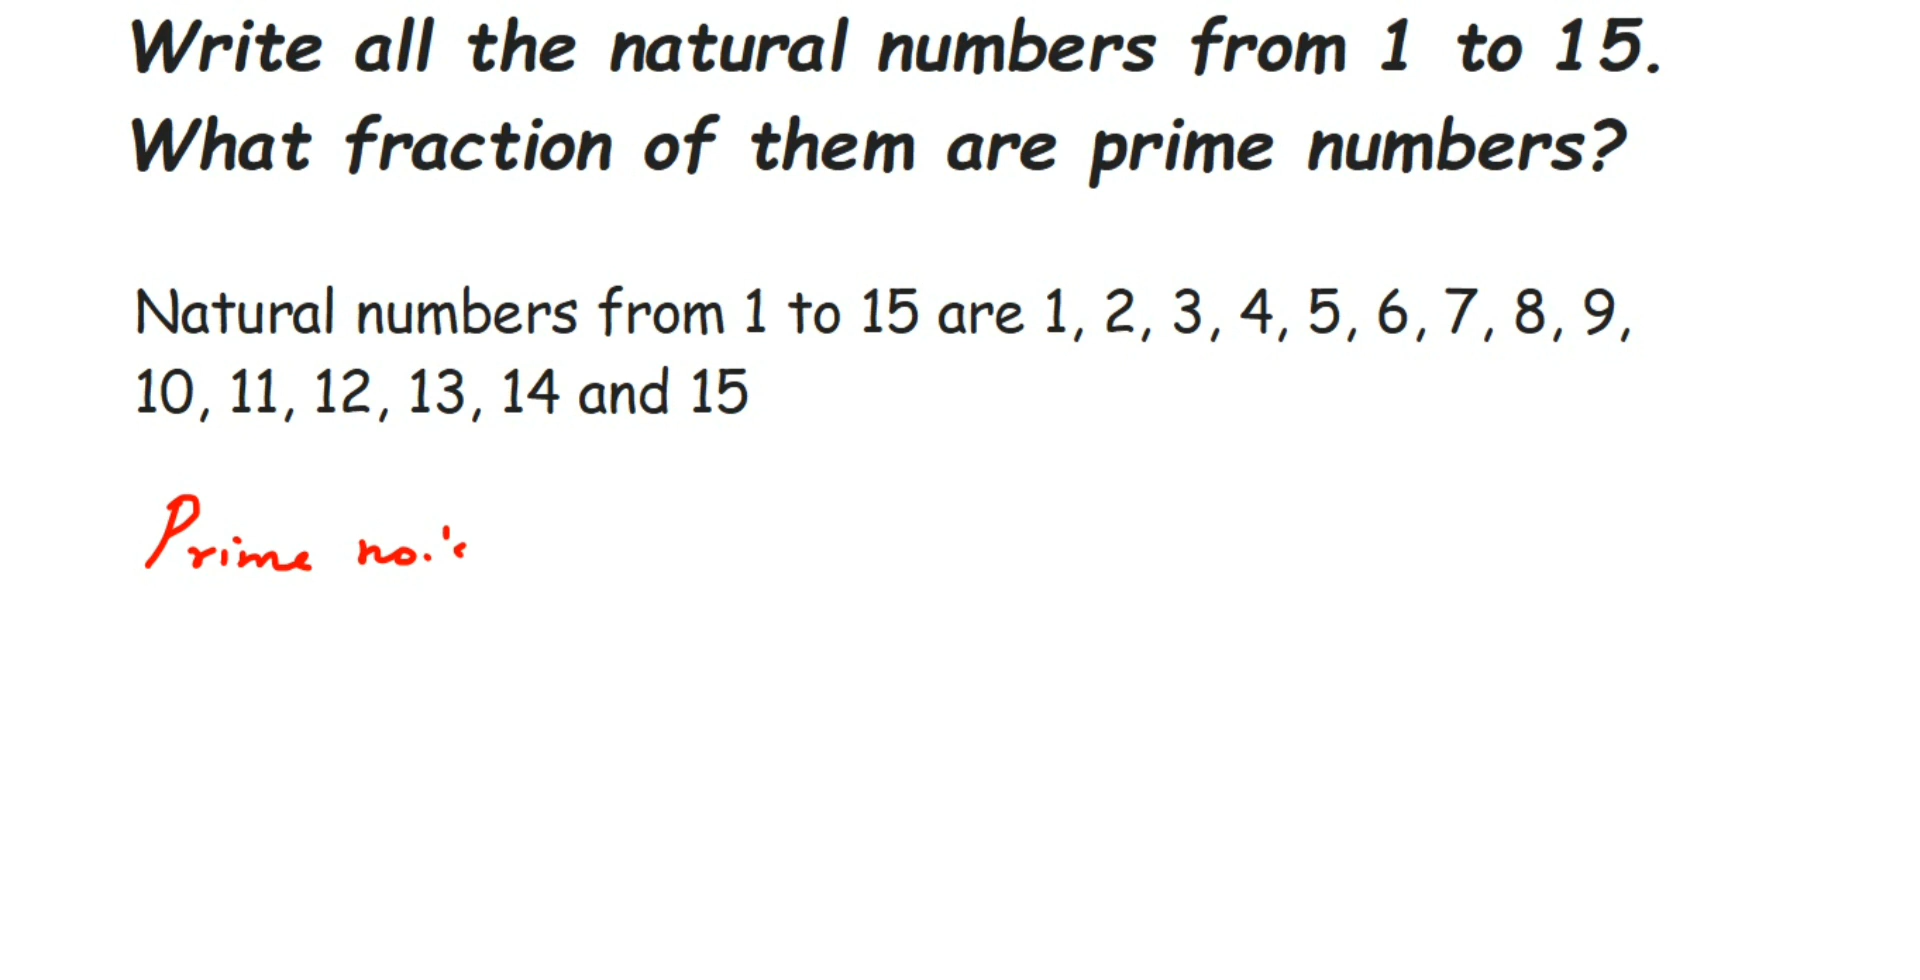 Write all the natural numbers from 1 to 15.
What fraction of them are prime numbers?
Natural numbers from 1 to 15 are 1, 2, 3, 4, 5, 6, 7, 8, 9,
10, 11, 12, 13, 14 and 15
Prime no.'s